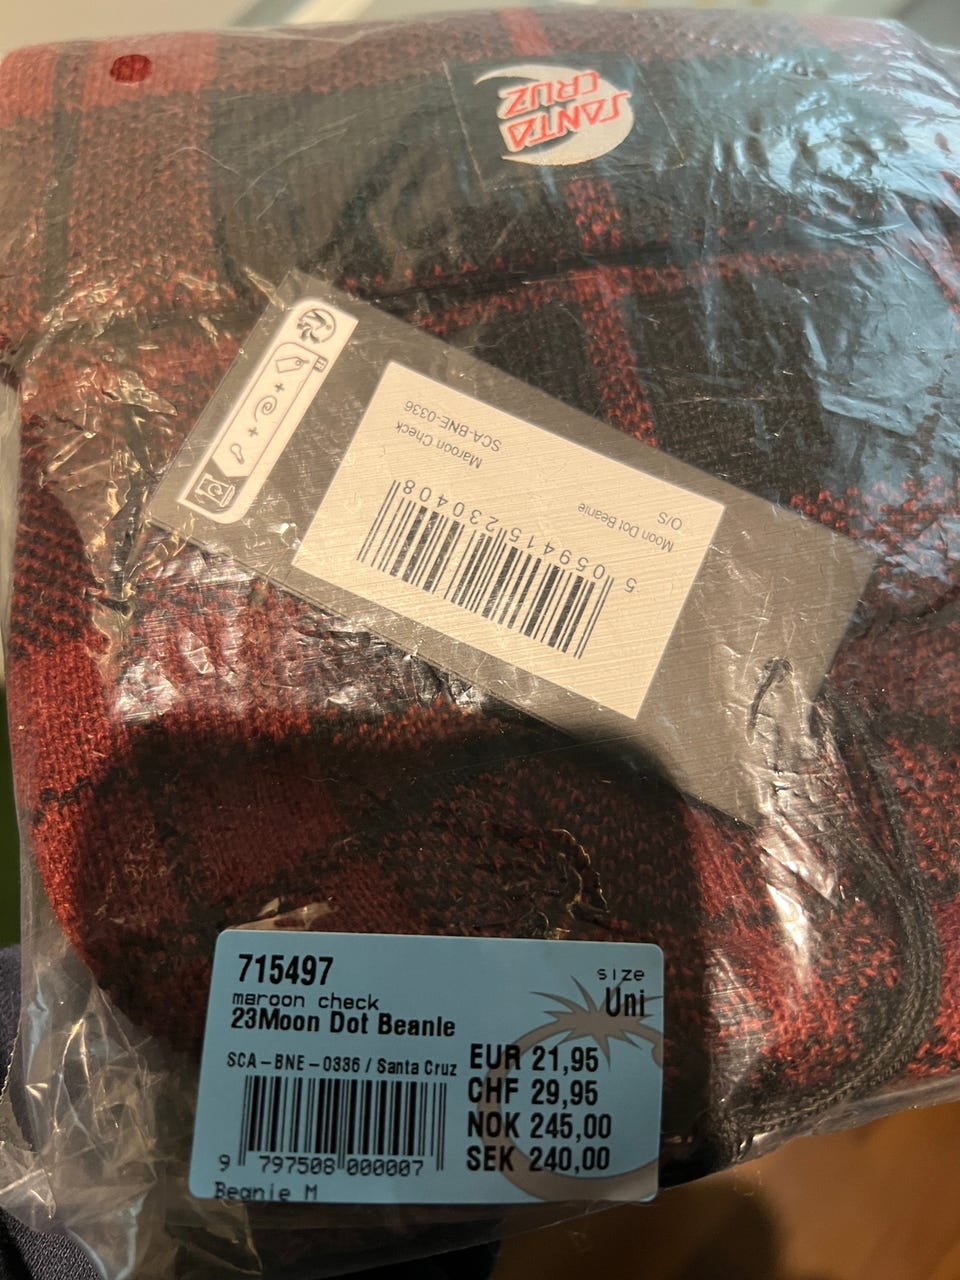 SANTA
CRUZ
Moon Dot Beanie
O/S
Maroon Check
SCA-BNE-0336
5 059415 230408
715497
maroon check
23Moon Dot Beanie
size
Uni
SCA-BNE-0336 / Santa Cruz
EUR 21,95
CHF 29,95
NOK 245,00
SEK 240,00
9 797508 000007
Beanie M